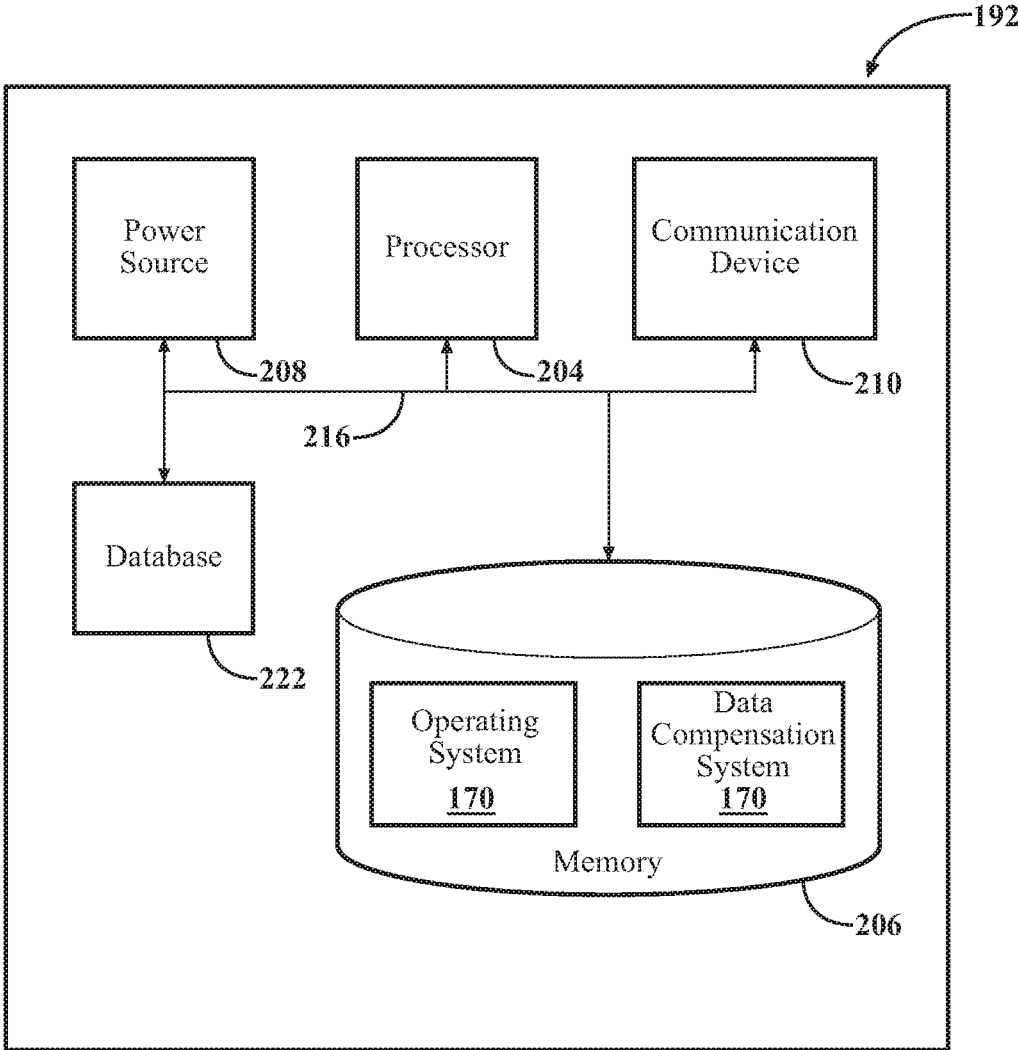 192
Power
Source
Processor
Communication
Device
208
204
210
216
Database
222
Operating
System
170
Data
Compensation
System
170
Memory
206